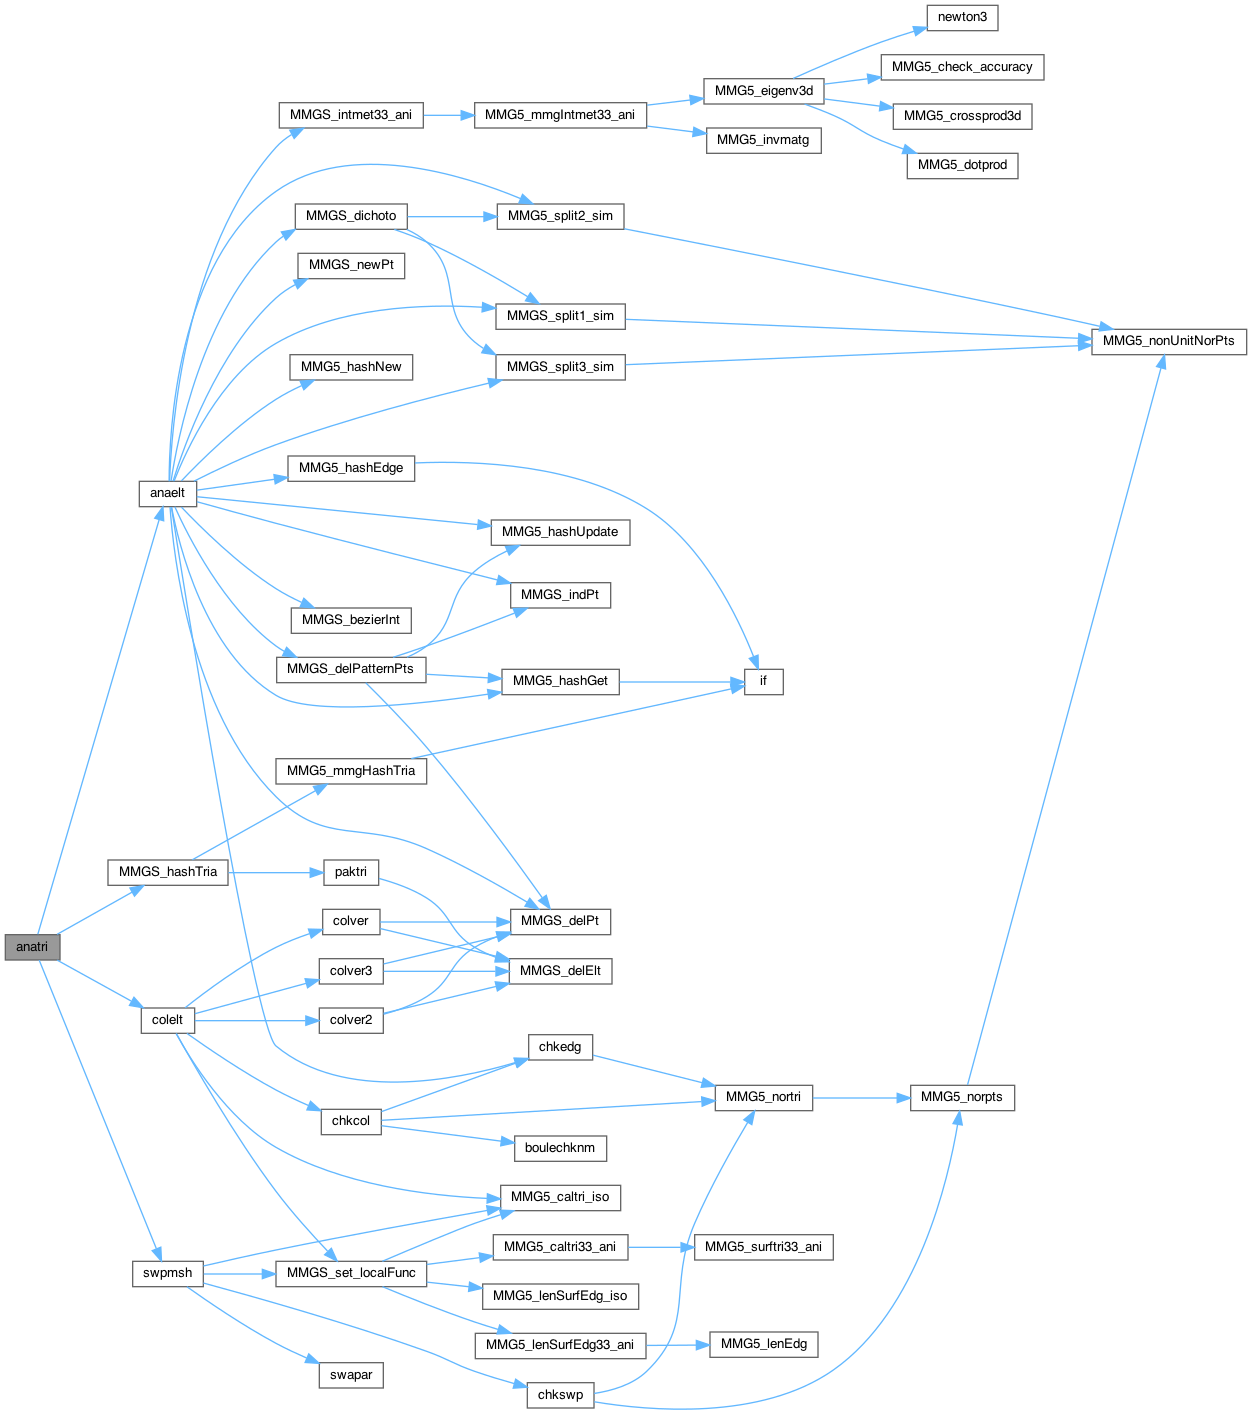 newton3
MMG5_check_accuracy
MMGS_intmet33_ani
MMG5_mmgIntmet33_ani
MMG5_eigenv3d
MMG5_crossprod3d
MMG5_invmatg
MMG5_dotprod
MMGS_dichoto
MMG5_split2_sim
MMGS_newPt
MMGS_split1_sim
MMG5_nonUnitNorPts
MMG5_hashNew
MMGS_split3_sim
MMG5_hashEdge
anaelt
MMG5_hashUpdate
MMGS_indPt
MMGS_bezierInt
MMGS_delPatternPts
MMG5_hashGet
if
MMG5_mmgHashTria
MMGS_hashTria
paktri
colver
MMGS_delPt
anatri
colver3
MMGS_delElt
colelt
colver2
chkedg
MMG5_nortri
MMG5_norpts
chkcol
boulechknm
MMG5_caltri_iso
MMG5_caltri33_ani
MMG5_surftri33_ani
swpmsh
MMGS_set_localFunc
MMG5_lenSurfEdg_iso
MMG5_lenSurfEdg33_ani
MMG5_lenEdg
swapar
chkswp